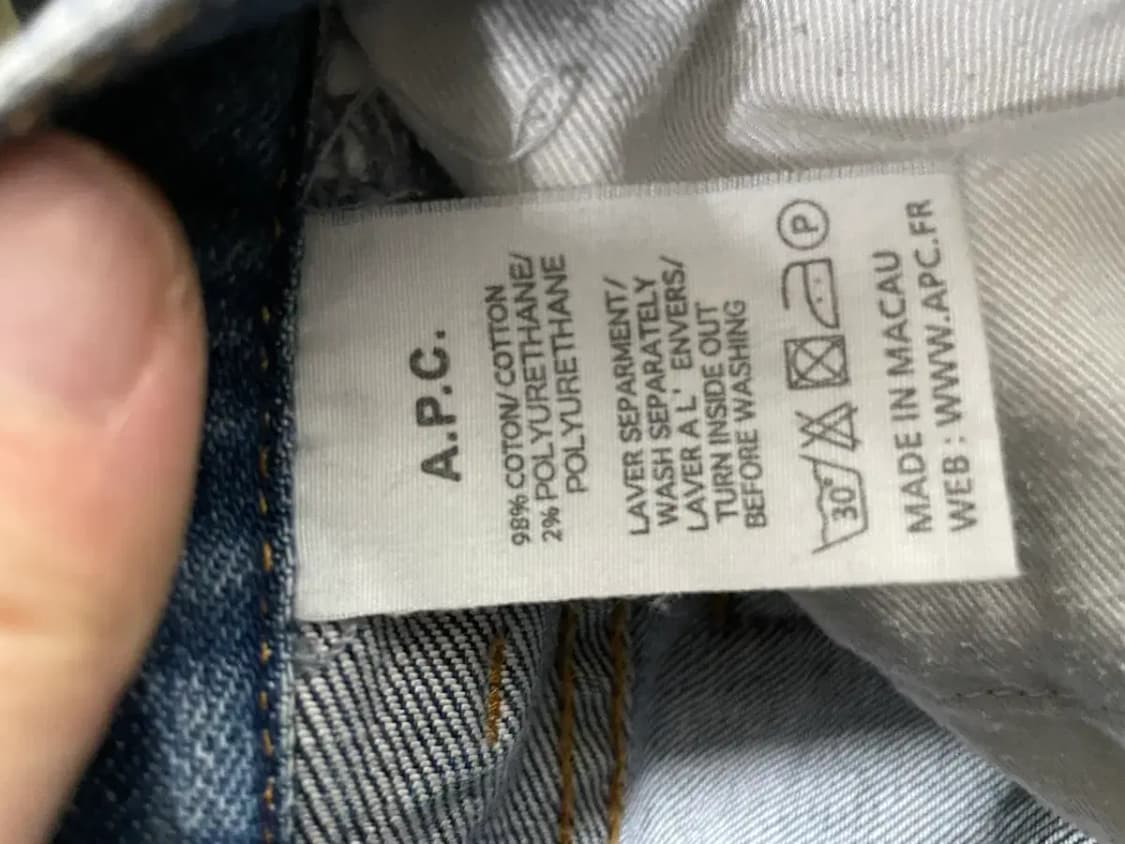 A.P.C.
98% COTON/ COTTON
2% POLYURETHANE/
POLYURETHANE
LAVER SEPARMENT/
WASH SEPARATELY
LAVER A L' ENVERS/
TURN INSIDE OUT
BEFORE WASHING
30° P
MADE IN MACAU
WEB : WWW.APC.FR